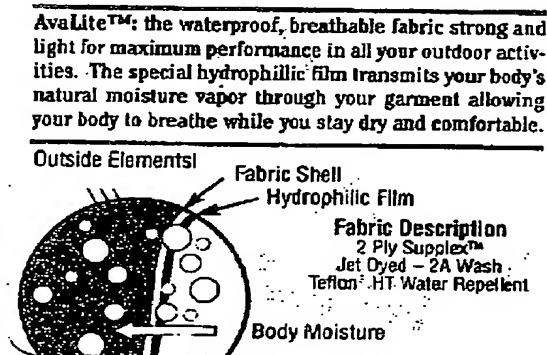 AvaLite™: the waterproof, breathable fabric strong and
light for maximum performance in all your outdoor activ-
ities. The special hydrophillic film transmits your body's
natural moisture vapor through your garment allowing
your body to breathe while you stay dry and comfortable.
Outside Elements
Fabric Shell
Hydrophilic Film
Fabric Description
2 Ply Supplex™
Jet Dyed – 2A Wash
Teflon HT Water Repellent
Body Moisture